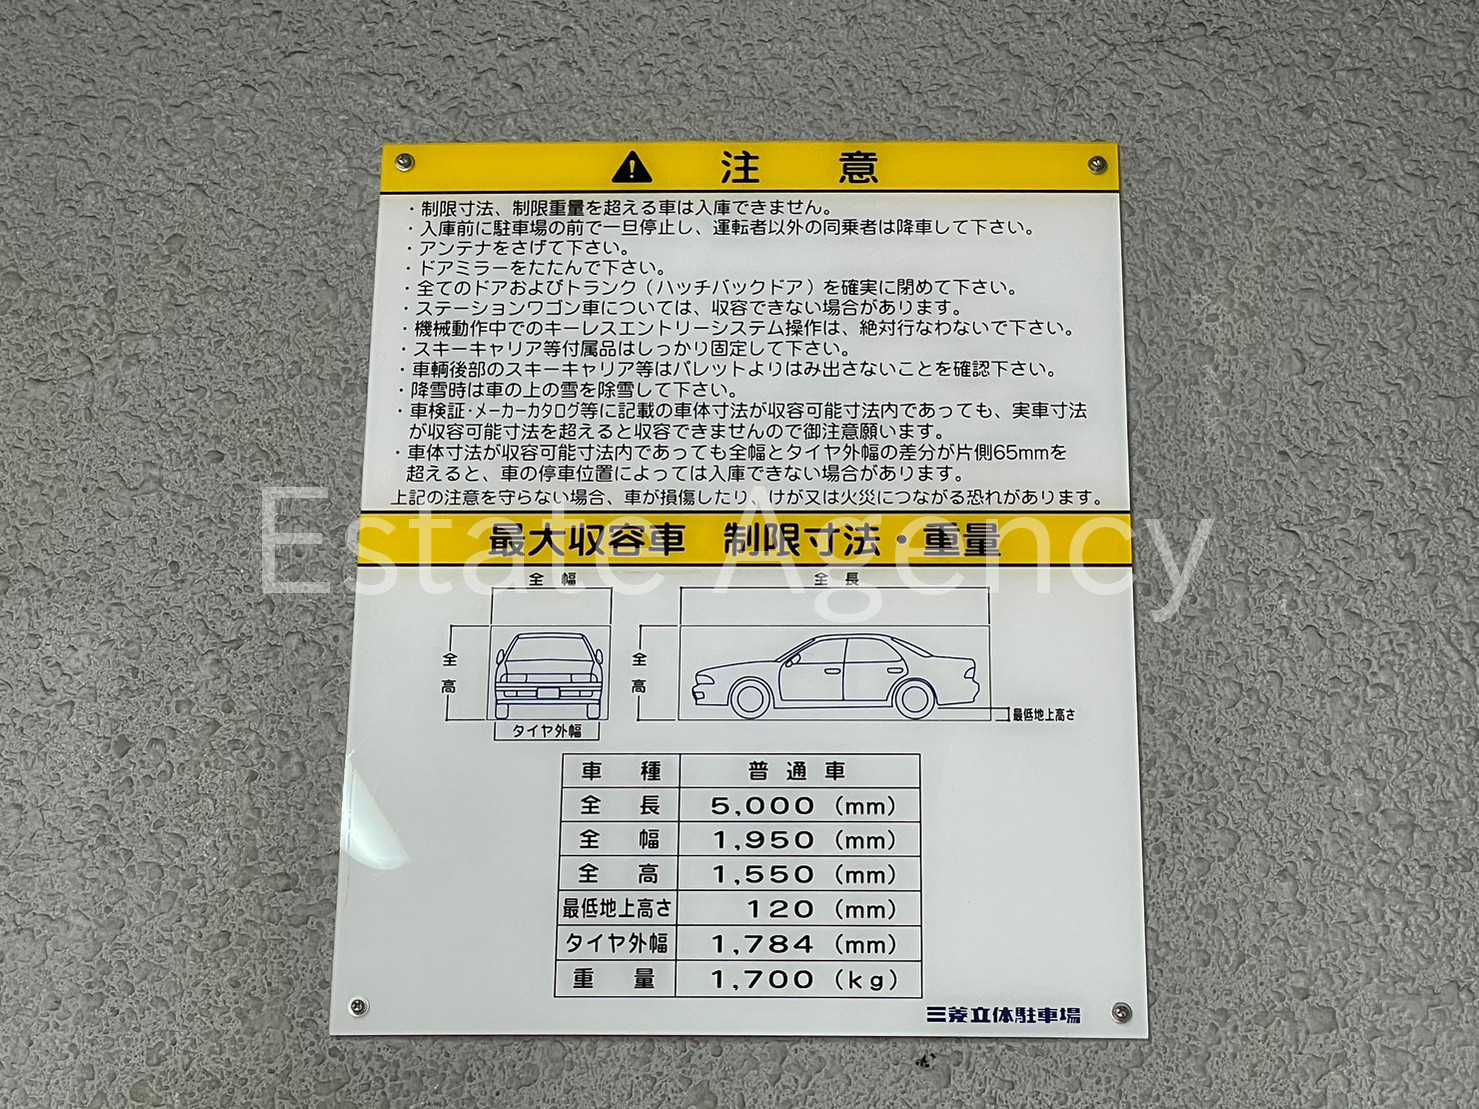 注 意
・制限寸法、制限重量を超える車は入庫できません。
・入庫前に駐車場の前で一旦停止し、運転者以外の同乗者は降車して下さい。
・アンテナをさげて下さい。
・ドアミラーをたたんで下さい。
・全てのドアおよびトランク（ハッチバックドア）を確実に閉めて下さい。
・ステーションワゴン車については、収容できない場合があります。
・機械動作中でのキーレスエントリーシステム操作は、絶対行なわないで下さい。
・スキーキャリア等付属品はしっかり固定して下さい。
・車輌後部のスキーキャリア等はパレットよりはみ出さないことを確認下さい。
・降雪時は車の上の雪を除雪して下さい。
・車検証・メーカーカタログ等に記載の車体寸法が収容可能寸法内であっても、実車寸法
が収容可能寸法を超えると収容できませんので御注意願います。
・車体寸法が収容可能寸法内であっても全幅とタイヤ外幅の差分が片側65mmを
超えると、車の停車位置によっては入庫できない場合があります。
上記の注意を守らない場合、車が損傷したり、けが又は火災につながる恐れがあります。
Estate Agency
最大収容車 制限寸法・重量
全 幅
全 長
全 高
全 高
最低地上高さ
タイヤ外幅
車 種 普 通 車
全 長 5,000 (mm)
全 幅 1,950 (mm)
全 高 1,550 (mm)
最低地上高さ 120 (mm)
タイヤ外幅 1,784 (mm)
重 量 1,700 (kg)
三菱立体駐車場